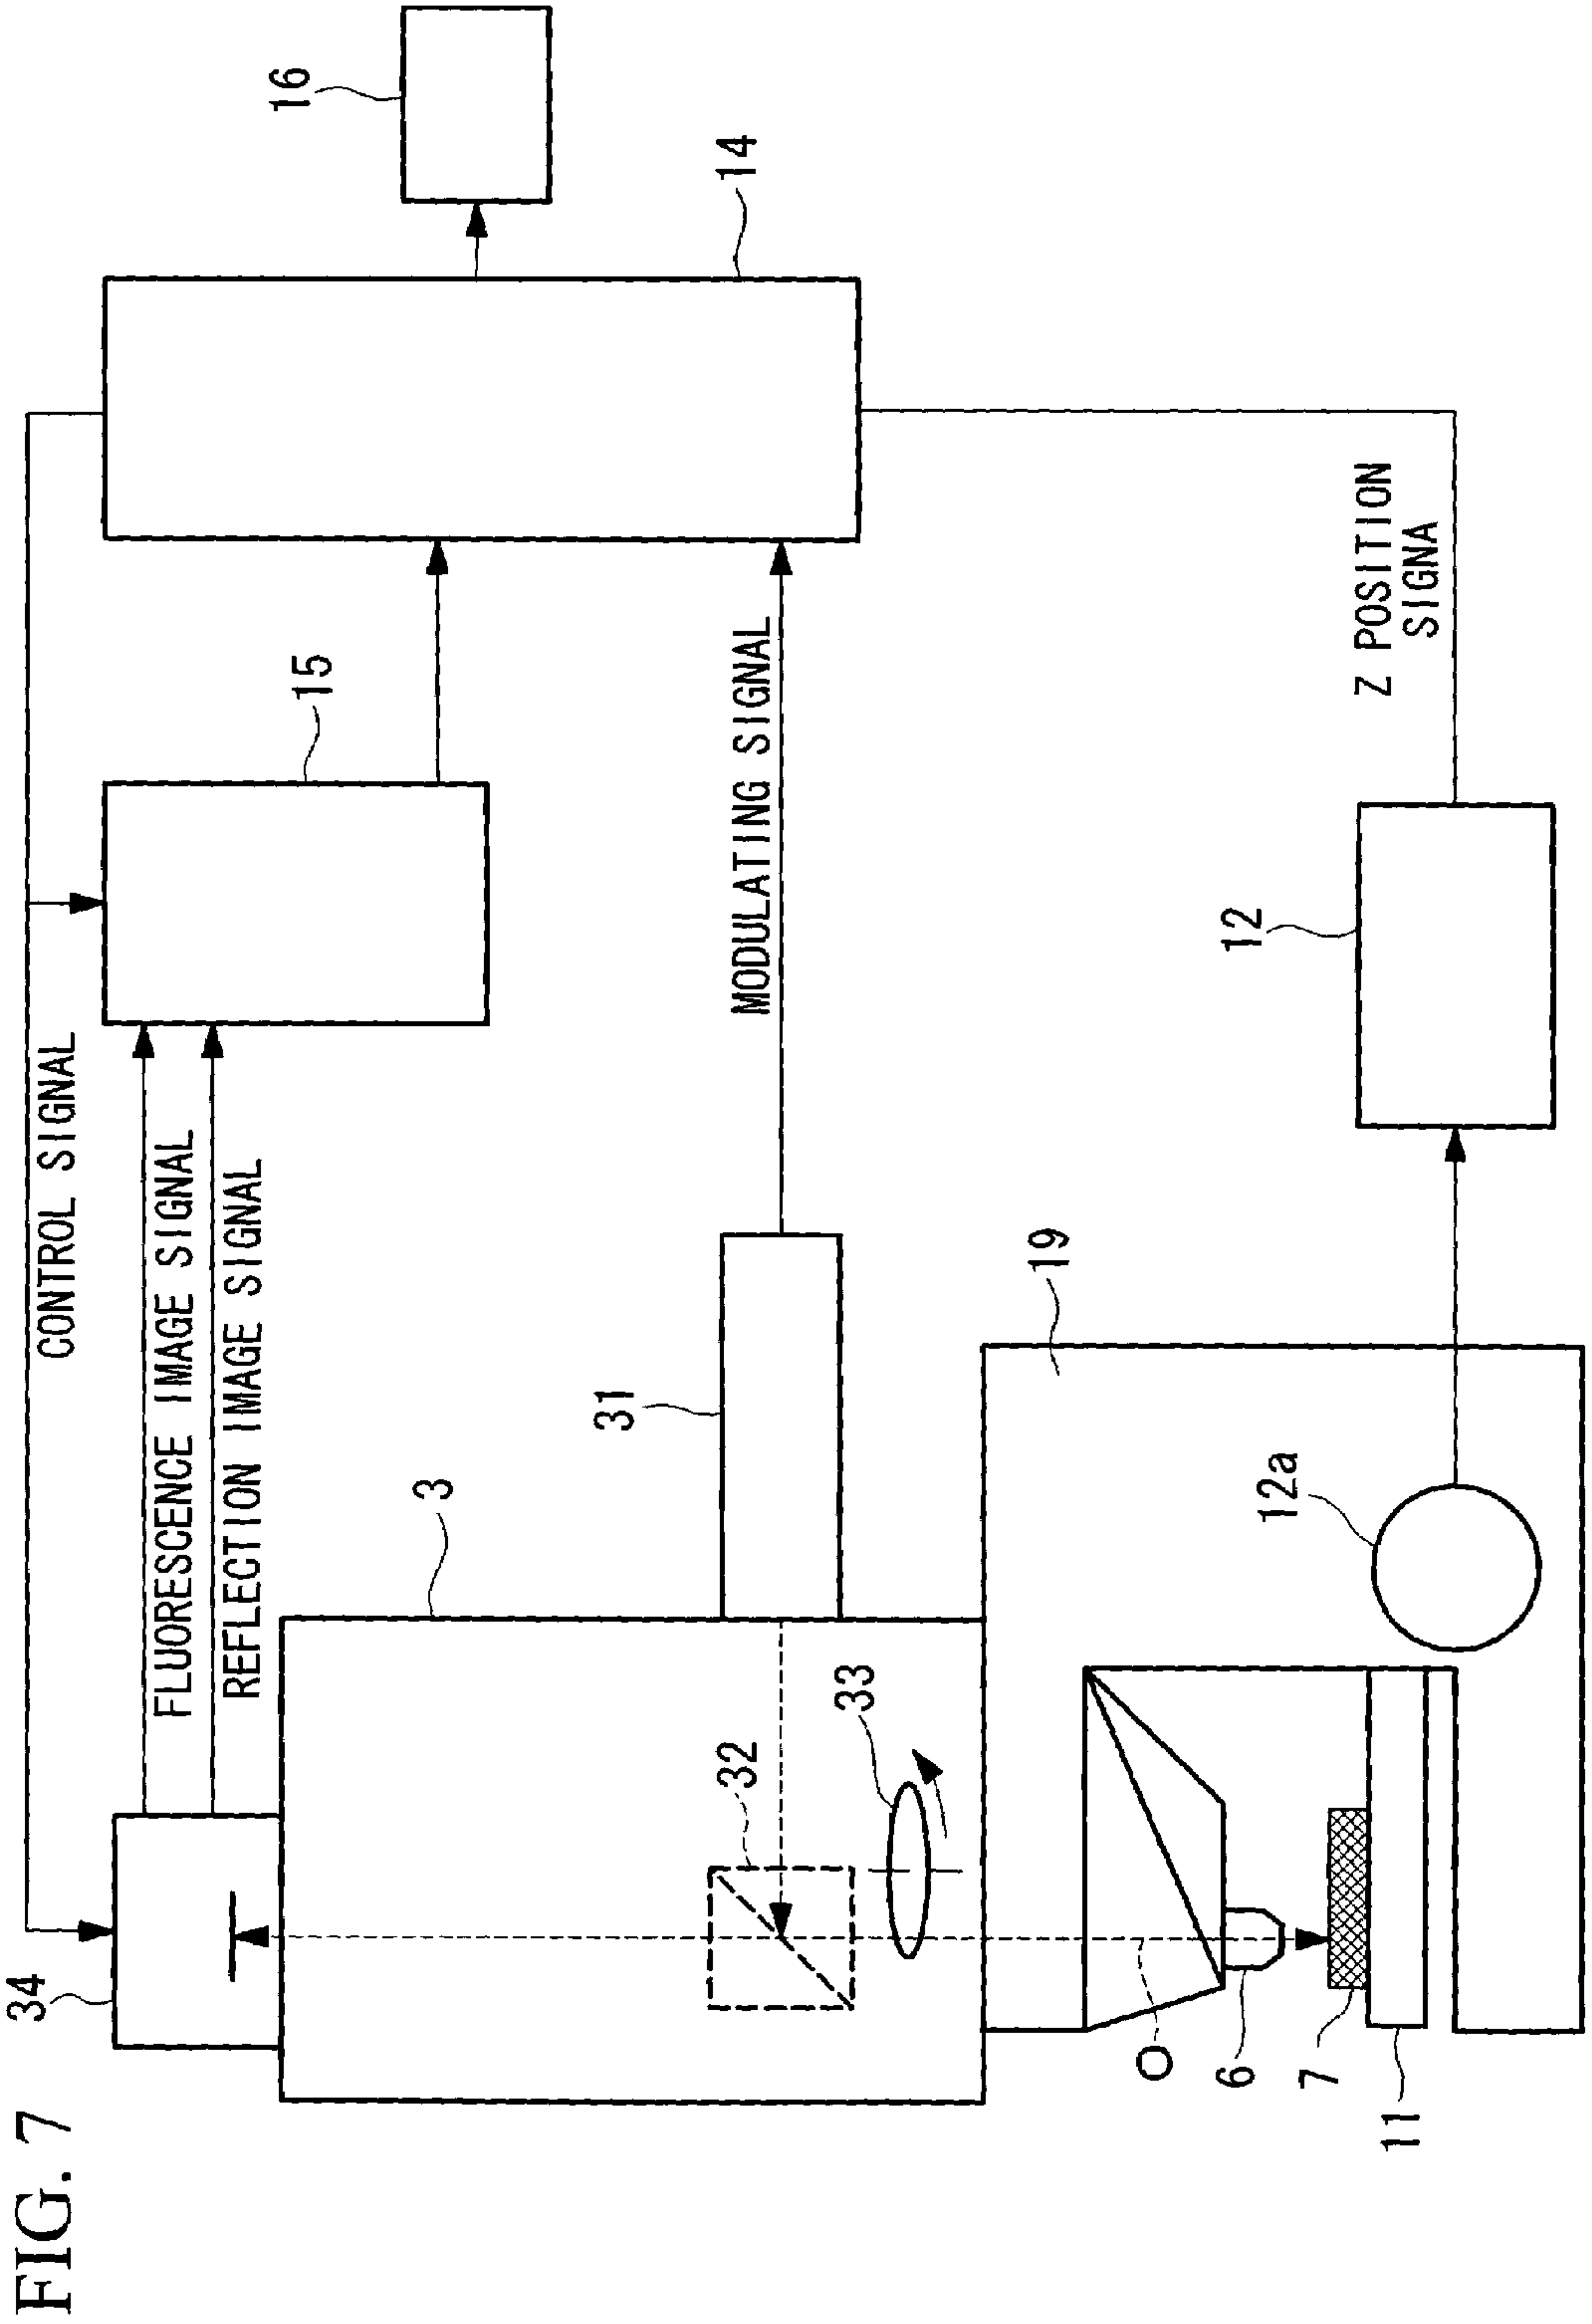 FIG. 7
34
CONTROL SIGNAL
FLUORESCENCE IMAGE SIGNAL
REFLECTION IMAGE SIGNAL
15
16
3
31
32
33
MODULATING SIGNAL
14
19
O
6
7
11
12a
12
Z POSITION
SIGNA